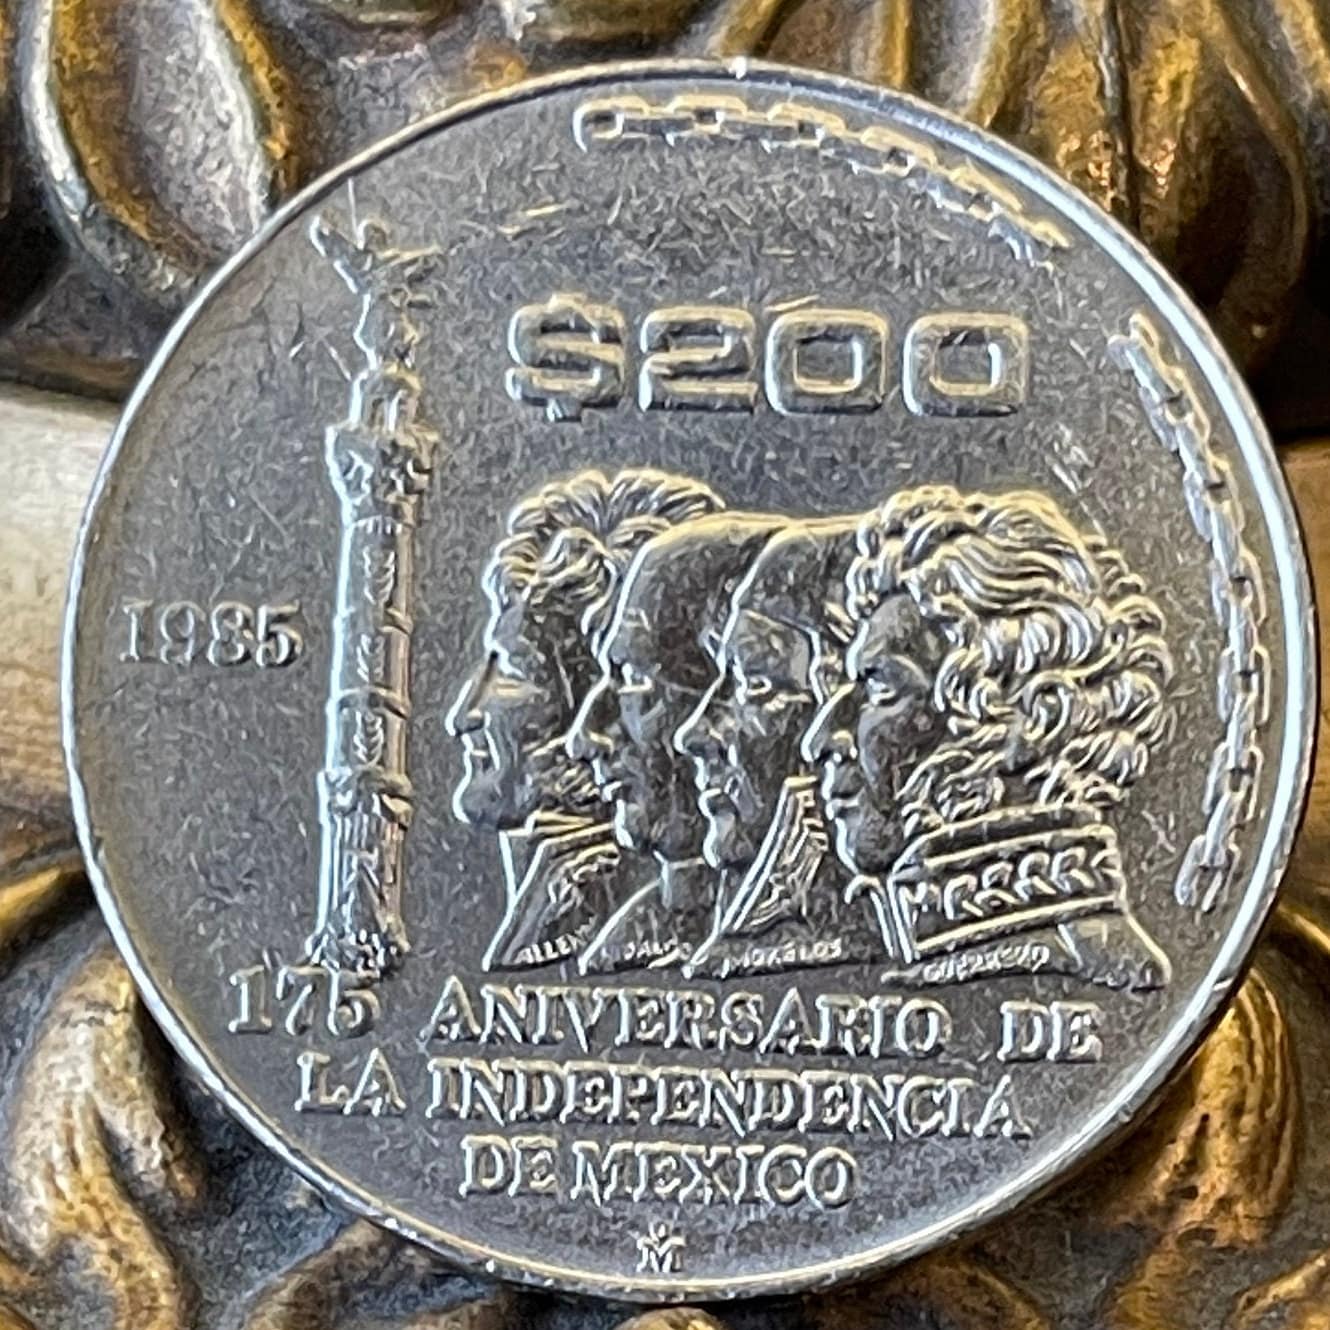 $200
1985
ALLENDE HIDALGO MORELOS GUERRERO
175 ANIVERSARIO DE
LA INDEPENDENCIA
DE MEXICO
M